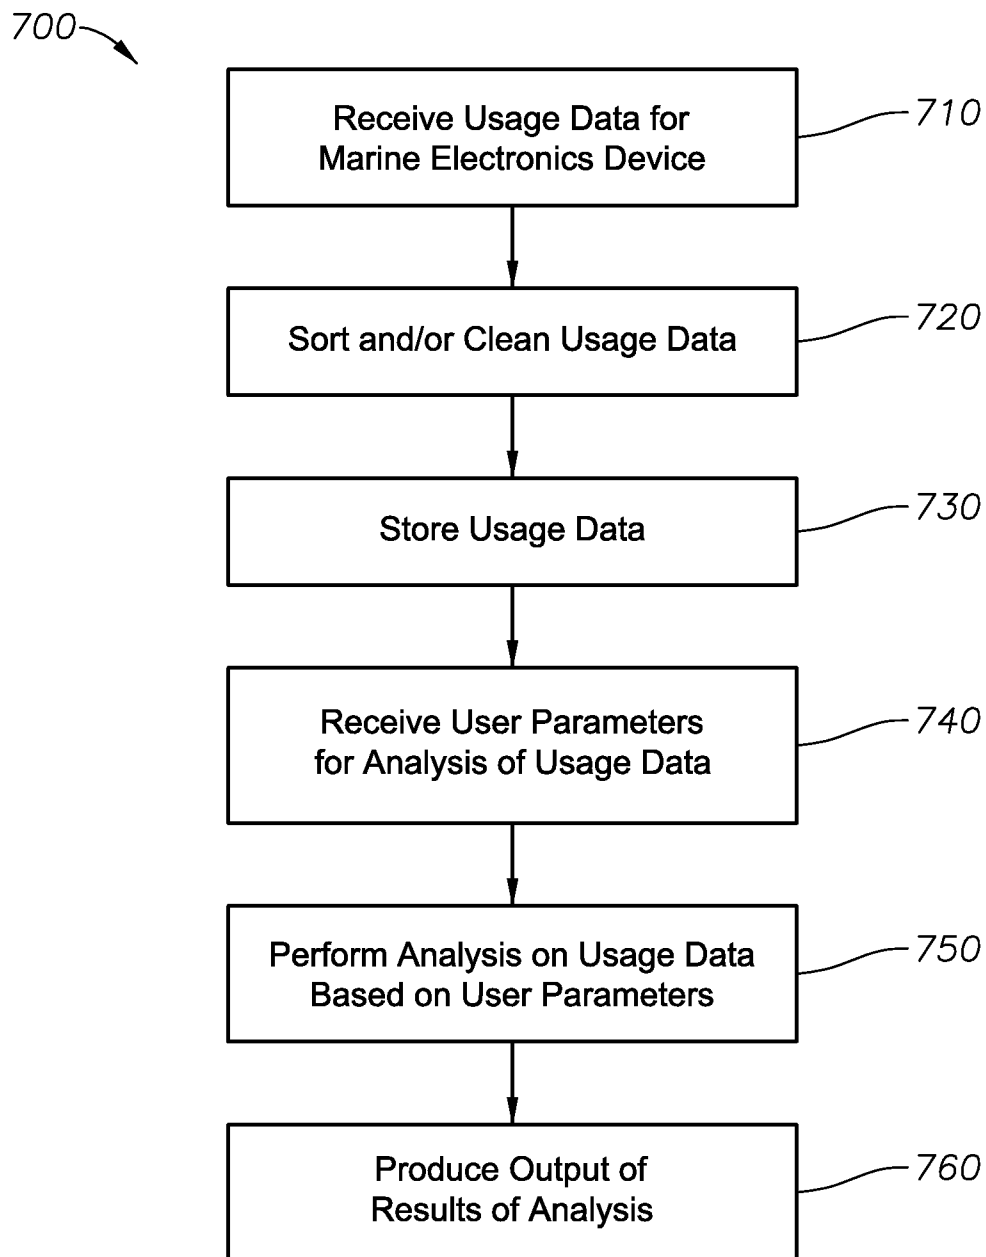 700
Receive Usage Data for
Marine Electronics Device
710
Sort and/or Clean Usage Data
720
Store Usage Data
730
Receive User Parameters
for Analysis of Usage Data
740
Perform Analysis on Usage Data
Based on User Parameters
750
Produce Output of
Results of Analysis
760